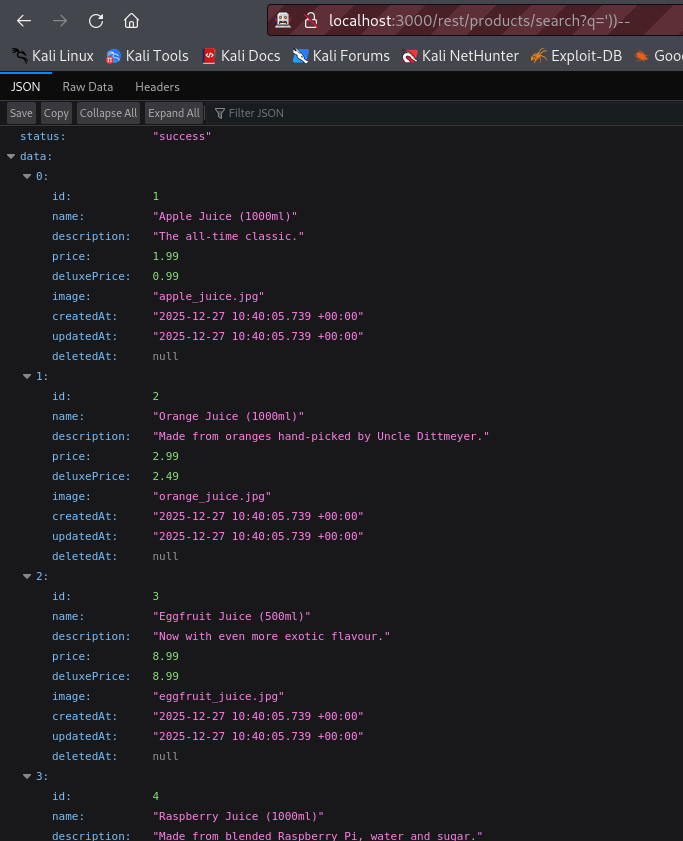 localhost:3000/rest/products/search?q='))--
Kali Linux Kali Tools Kali Docs Kali Forums Kali NetHunter Exploit-DB Goo
JSON Raw Data Headers
Save Copy Collapse All Expand All Filter JSON
status: "success"
data:
0:
id: 1
name: "Apple Juice (1000ml)"
description: "The all-time classic."
price: 1.99
deluxePrice: 0.99
image: "apple_juice.jpg"
createdAt: "2025-12-27 10:40:05.739 +00:00"
updatedAt: "2025-12-27 10:40:05.739 +00:00"
deletedAt: null
1:
id: 2
name: "Orange Juice (1000ml)"
description: "Made from oranges hand-picked by Uncle Dittmeyer."
price: 2.99
deluxePrice: 2.49
image: "orange_juice.jpg"
createdAt: "2025-12-27 10:40:05.739 +00:00"
updatedAt: "2025-12-27 10:40:05.739 +00:00"
deletedAt: null
2:
id: 3
name: "Eggfruit Juice (500ml)"
description: "Now with even more exotic flavour."
price: 8.99
deluxePrice: 8.99
image: "eggfruit_juice.jpg"
createdAt: "2025-12-27 10:40:05.739 +00:00"
updatedAt: "2025-12-27 10:40:05.739 +00:00"
deletedAt: null
3:
id: 4
name: "Raspberry Juice (1000ml)"
description: "Made from blended Raspberry Pi, water and sugar."